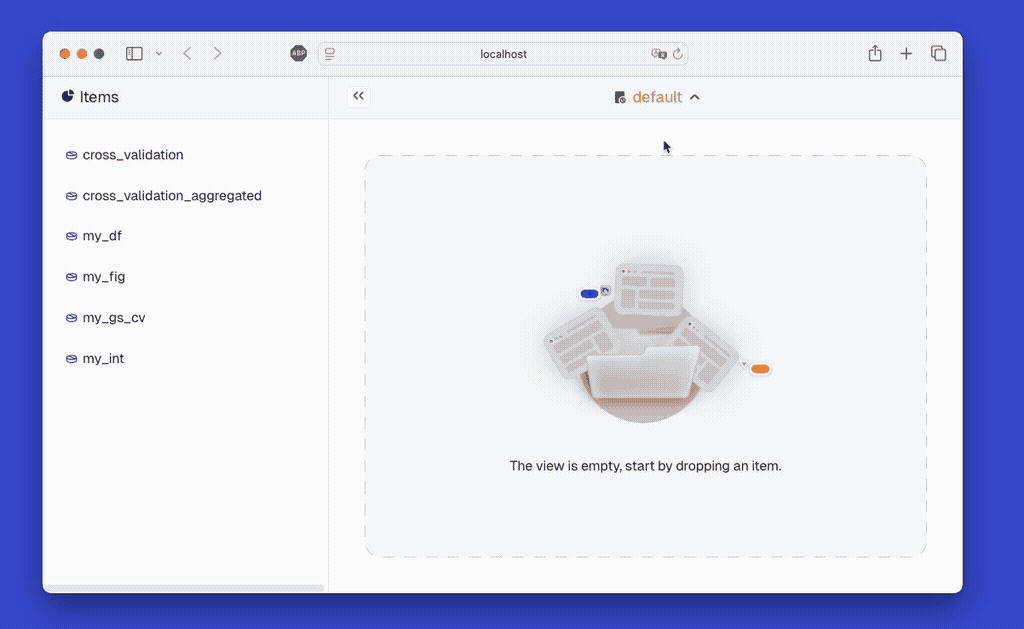 ABP
localhost
Items
default
cross_validation
cross_validation_aggregated
my_df
my_fig
my_gs_cv
my_int
The view is empty, start by dropping an item.